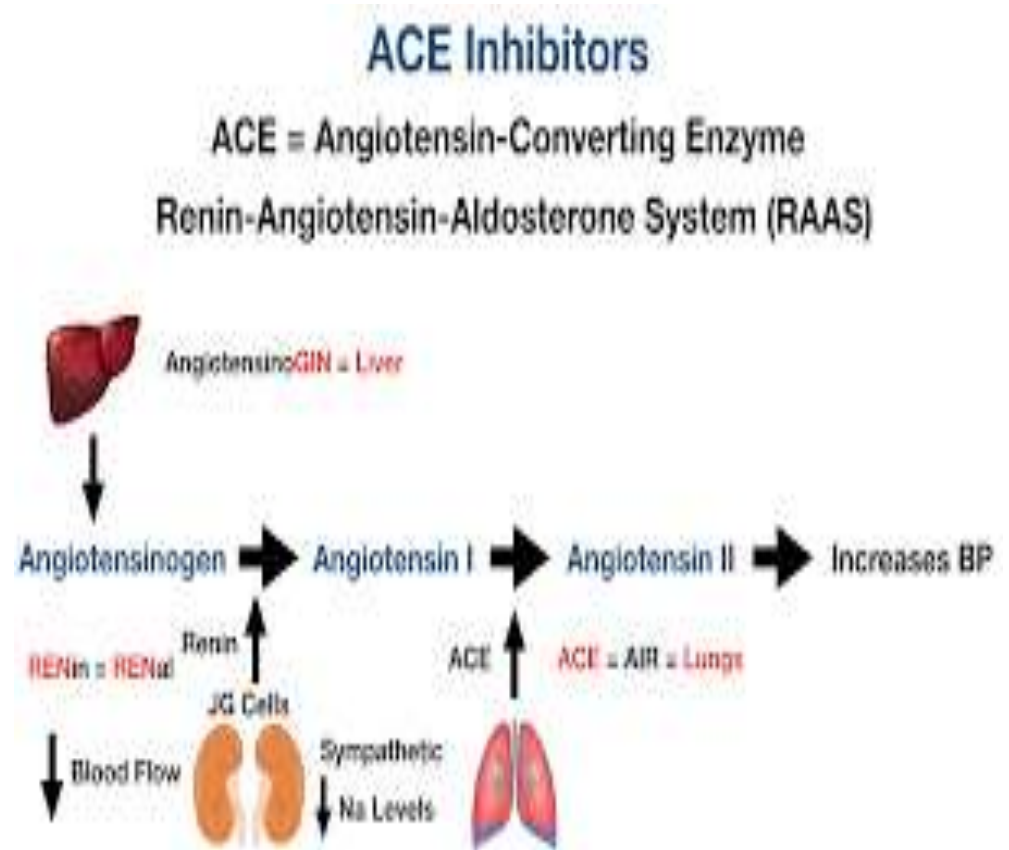 ACE Inhibitors
ACE = Angiotensin-Converting Enzyme
Renin-Angiotensin-Aldosterone System (RAAS)
AngiotensinoGIN = Liver
Angiotensinogen
Angiotensin I
Angiotensin II
Increases BP
Renin
RENin = RENal
ACE
ACE = AIR = Lungs
JG Cells
Blood Flow
Sympathetic
Na Levels